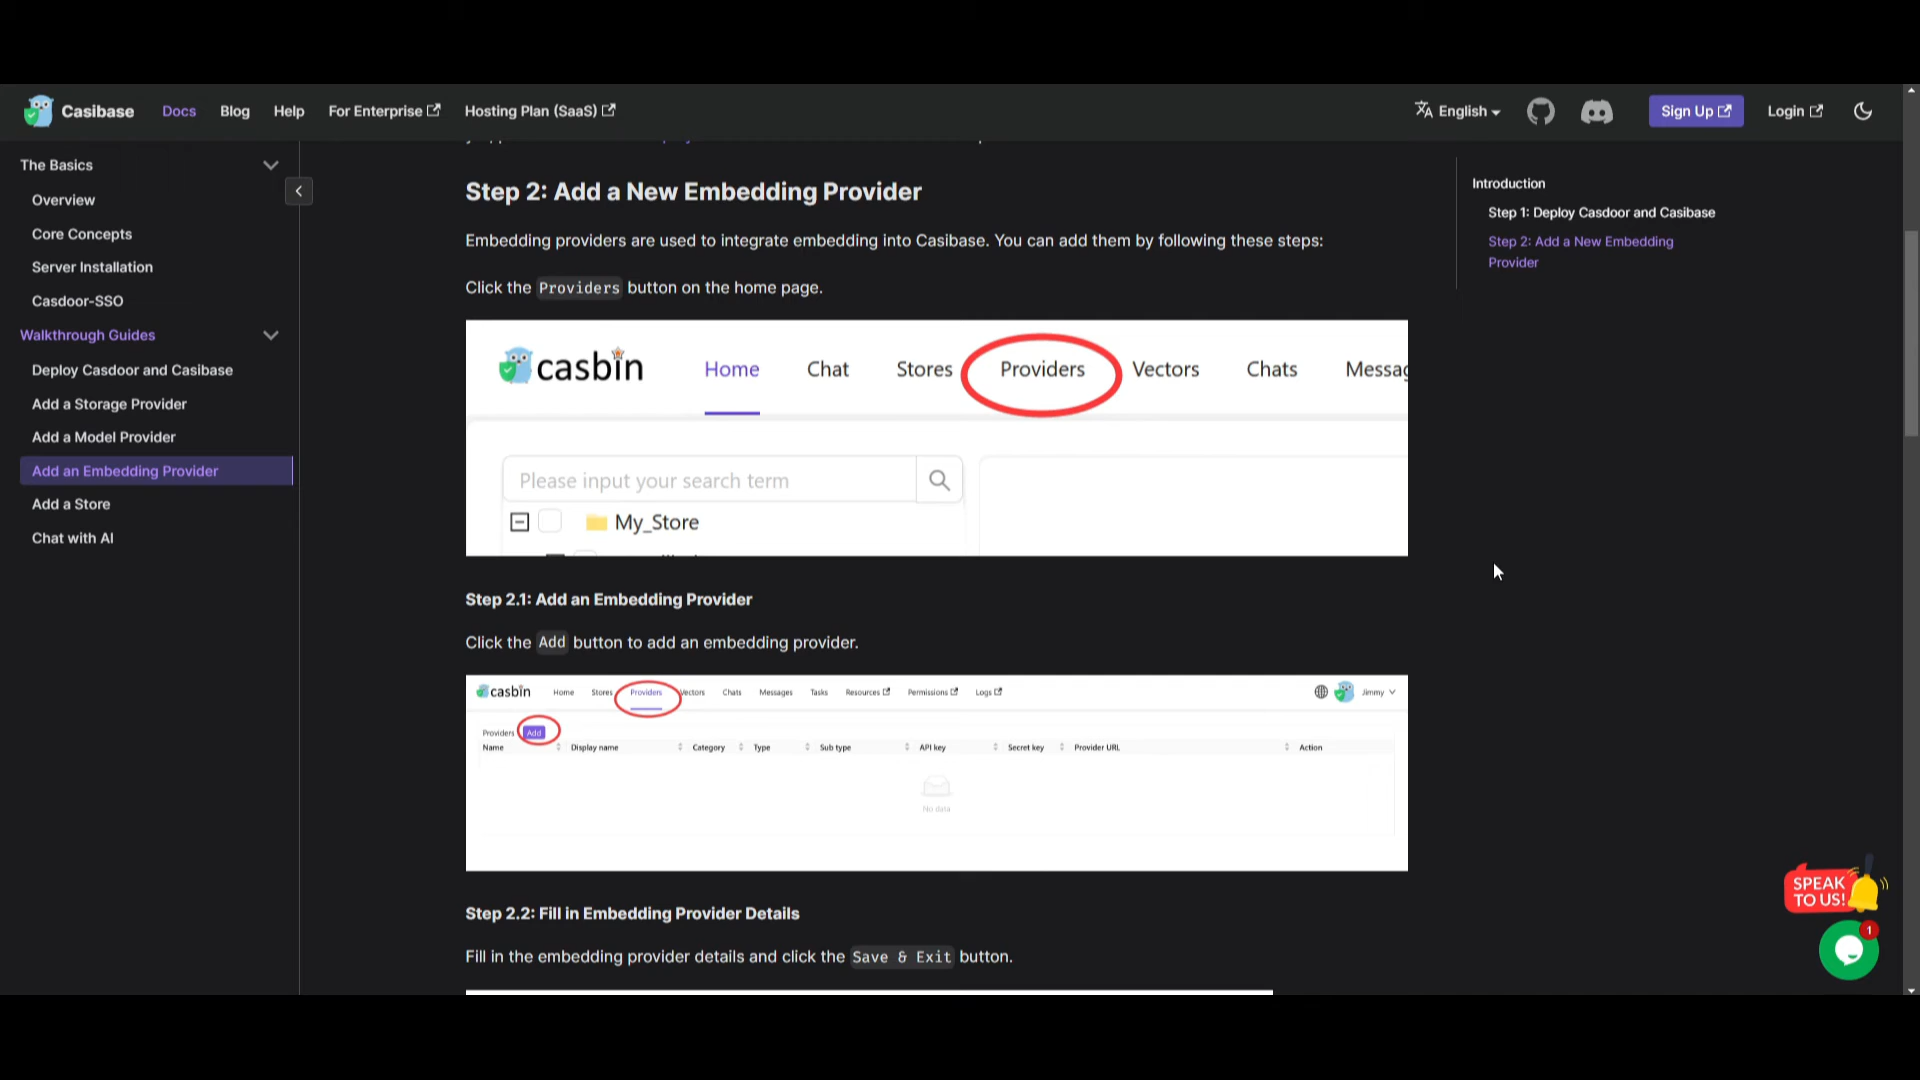 Casibase
Docs
Blog
Help
For Enterprise
Hosting Plan (SaaS)
English
Sign Up
Login
The Basics
Overview
Core Concepts
Server Installation
Casdoor-SSO
Walkthrough Guides
Deploy Casdoor and Casibase
Add a Storage Provider
Add a Model Provider
Add an Embedding Provider
Add a Store
Chat with AI
Step 2: Add a New Embedding Provider
Embedding providers are used to integrate embedding into Casibase. You can add them by following these steps:
Click the Providers button on the home page.
casbin
Home
Chat
Stores
Providers
Vectors
Chats
Messag
Please input your search term
My_Store
Step 2.1: Add an Embedding Provider
Click the Add button to add an embedding provider.
casbin
Home
Stores
Providers
Vectors
Chats
Messages
Tasks
Resources
Permissions
Logs
Jimmy
Providers
Add
Name
Display name
Category
Type
Sub type
API key
Secret key
Provider URL
Action
No data
Step 2.2: Fill in Embedding Provider Details
Fill in the embedding provider details and click the Save & Exit button.
Introduction
Step 1: Deploy Casdoor and Casibase
Step 2: Add a New Embedding
Provider
SPEAK
TO US!
1